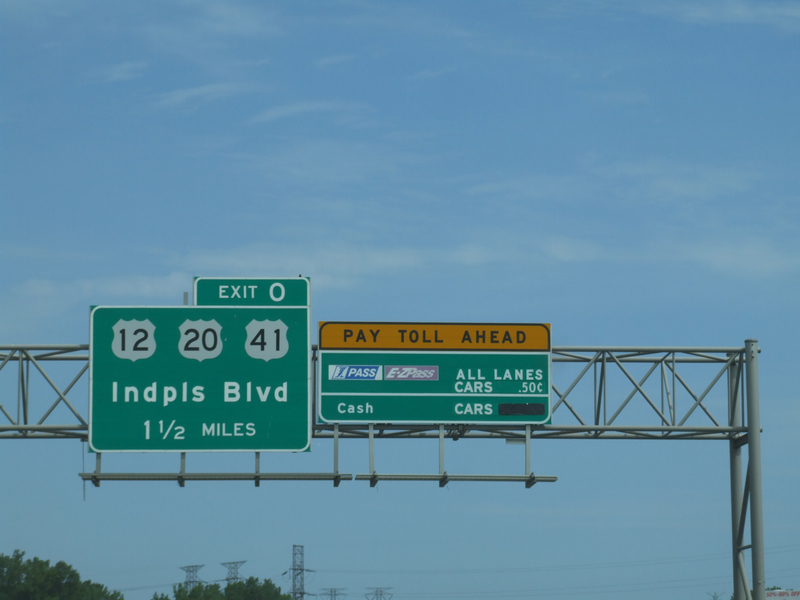 EXIT 0
12 20 41
Indpls Blvd
1 1/2 MILES
PAY TOLL AHEAD
I PASS E-ZPass ALL LANES
CARS .50¢
Cash CARS